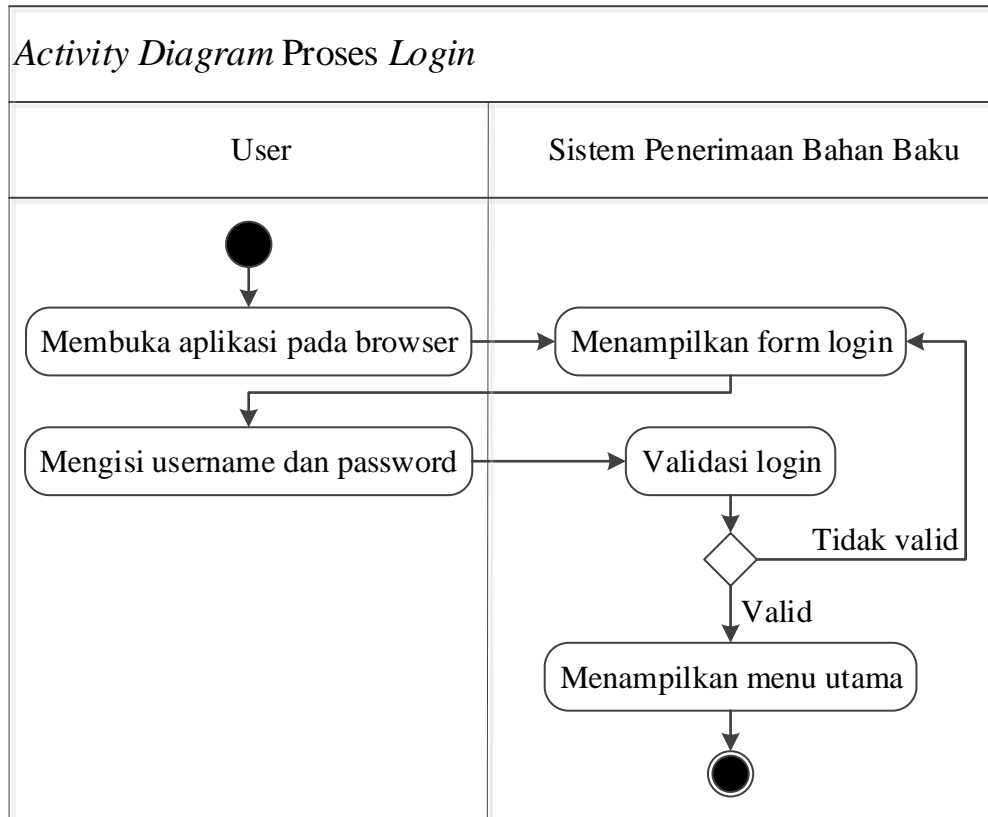 Activity Diagram Proses Login
User
Sistem Penerimaan Bahan Baku
Membuka aplikasi pada browser
Menampilkan form login
Mengisi username dan password
Validasi login
Tidak valid
Valid
Menampilkan menu utama